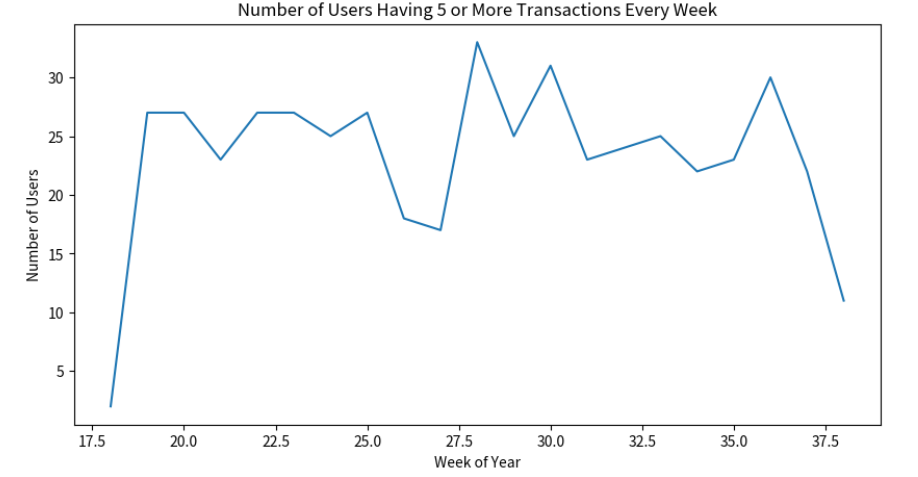 Number of Users Having 5 or More Transactions Every Week
30
25
20
15
10
5
Number of Users
17.5 20.0 22.5 25.0 27.5 30.0 32.5 35.0 37.5
Week of Year